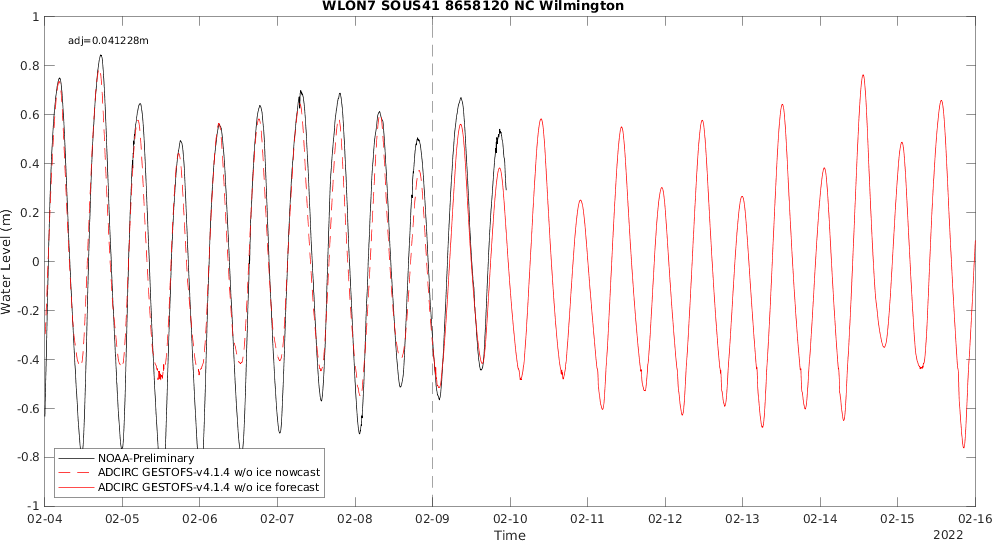 WLON7 SOUS41 8658120 NC Wilmington
adj=0.041228m
1
0.8
0.6
0.4
0.2
0
-0.2
-0.4
-0.6
-0.8
-1
Water Level (m)
NOAA-Preliminary
ADCIRC GESTOFS-v4.1.4 w/o ice nowcast
ADCIRC GESTOFS-v4.1.4 w/o ice forecast
02-04 02-05 02-06 02-07 02-08 02-09 02-10 02-11 02-12 02-13 02-14 02-15 02-16
Time
2022